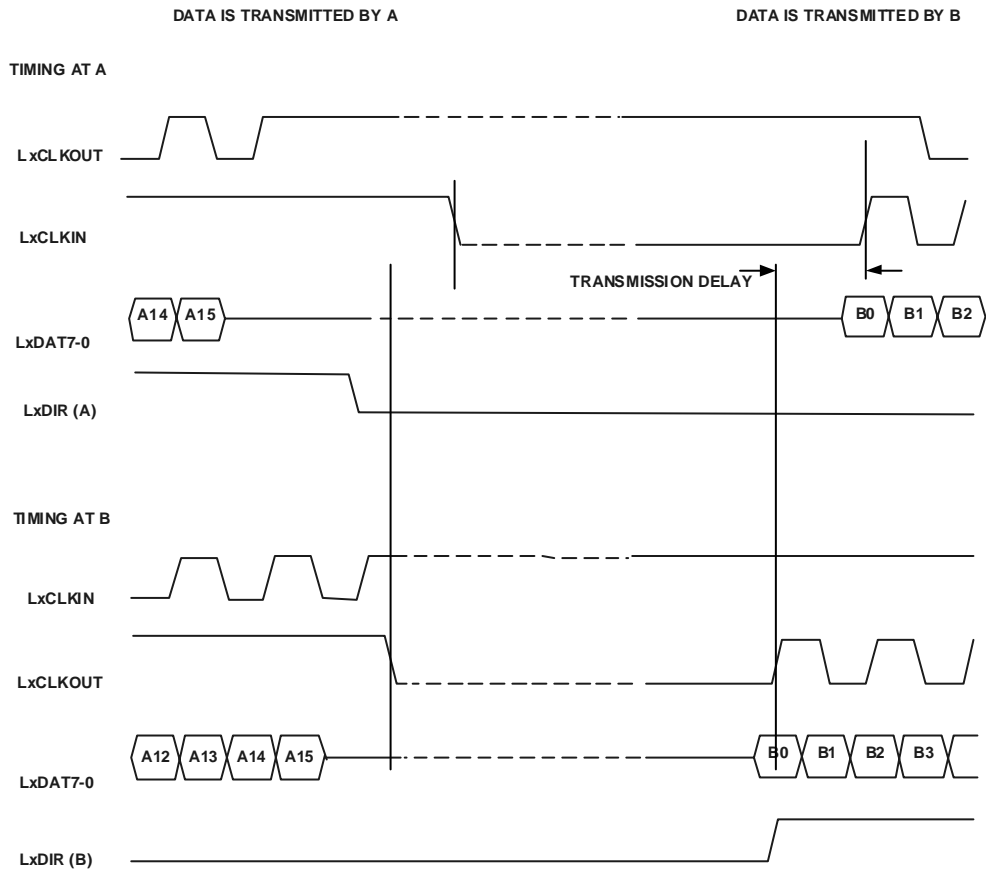 DATA IS TRANSMITTED BY A
DATA IS TRANSMITTED BY B
TIMING AT A
LxCLKOUT
LxCLKIN
TRANSMISSION DELAY
A14 A15
B0 B1 B2
LxDAT7-0
LxDIR (A)
TIMING AT B
LxCLKIN
LxCLKOUT
A12 A13 A14 A15
B0 B1 B2 B3
LxDAT7-0
LxDIR (B)